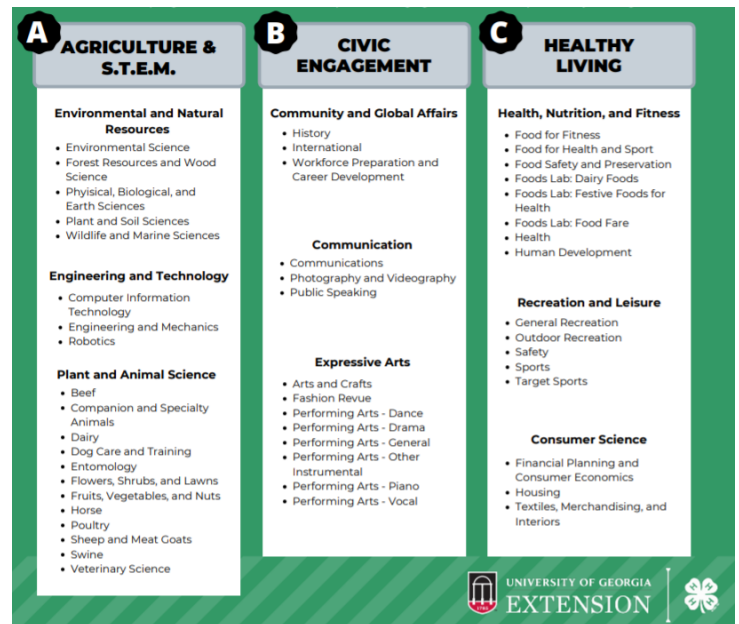 A
AGRICULTURE &
S.T.E.M.
Environmental and Natural
Resources
• Environmental Science
• Forest Resources and Wood
Science
• Phyisical, Biological, and
Earth Sciences
• Plant and Soil Sciences
• Wildlife and Marine Sciences
Engineering and Technology
• Computer Information
Technology
• Engineering and Mechanics
• Robotics
Plant and Animal Science
• Beef
• Companion and Specialty
Animals
• Dairy
• Dog Care and Training
• Entomology
• Flowers, Shrubs, and Lawns
• Fruits, Vegetables, and Nuts
• Horse
• Poultry
• Sheep and Meat Goats
• Swine
• Veterinary Science
B
CIVIC
ENGAGEMENT
Community and Global Affairs
• History
• International
• Workforce Preparation and
Career Development
Communication
• Communications
• Photography and Videography
• Public Speaking
Expressive Arts
• Arts and Crafts
• Fashion Revue
• Performing Arts - Dance
• Performing Arts - Drama
• Performing Arts - General
• Performing Arts - Other
Instrumental
• Performing Arts - Piano
• Performing Arts - Vocal
C
HEALTHY
LIVING
Health, Nutrition, and Fitness
• Food for Fitness
• Food for Health and Sport
• Food Safety and Preservation
• Foods Lab: Dairy Foods
• Foods Lab: Festive Foods for
Health
• Foods Lab: Food Fare
• Health
• Human Development
Recreation and Leisure
• General Recreation
• Outdoor Recreation
• Safety
• Sports
• Target Sports
Consumer Science
• Financial Planning and
Consumer Economics
• Housing
• Textiles, Merchandising, and
Interiors
1785
UNIVERSITY OF GEORGIA
EXTENSION
H H H H